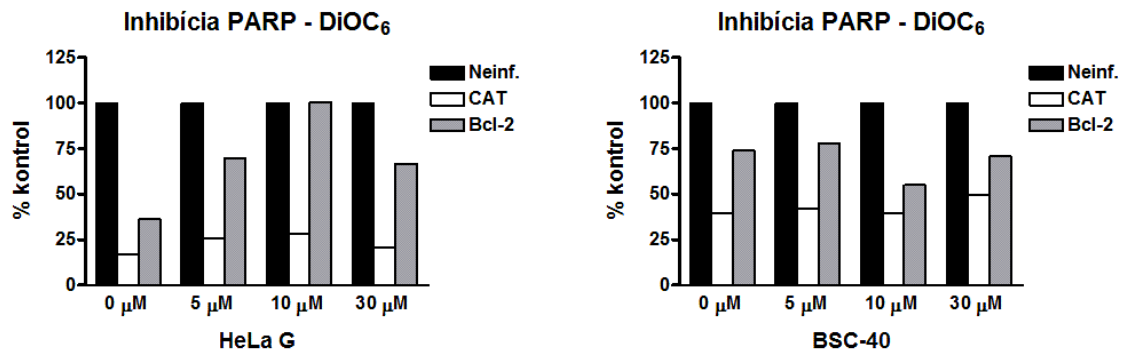 Inhibícia PARP - DiOC₆
% kontrol
125
100
75
50
25
0
0 μM 5 μM 10 μM 30 μM
HeLa G
Neinf.
CAT
Bcl-2
Inhibícia PARP - DiOC₆
% kontrol
125
100
75
50
25
0
0 μM 5 μM 10 μM 30 μM
BSC-40
Neinf.
CAT
Bcl-2